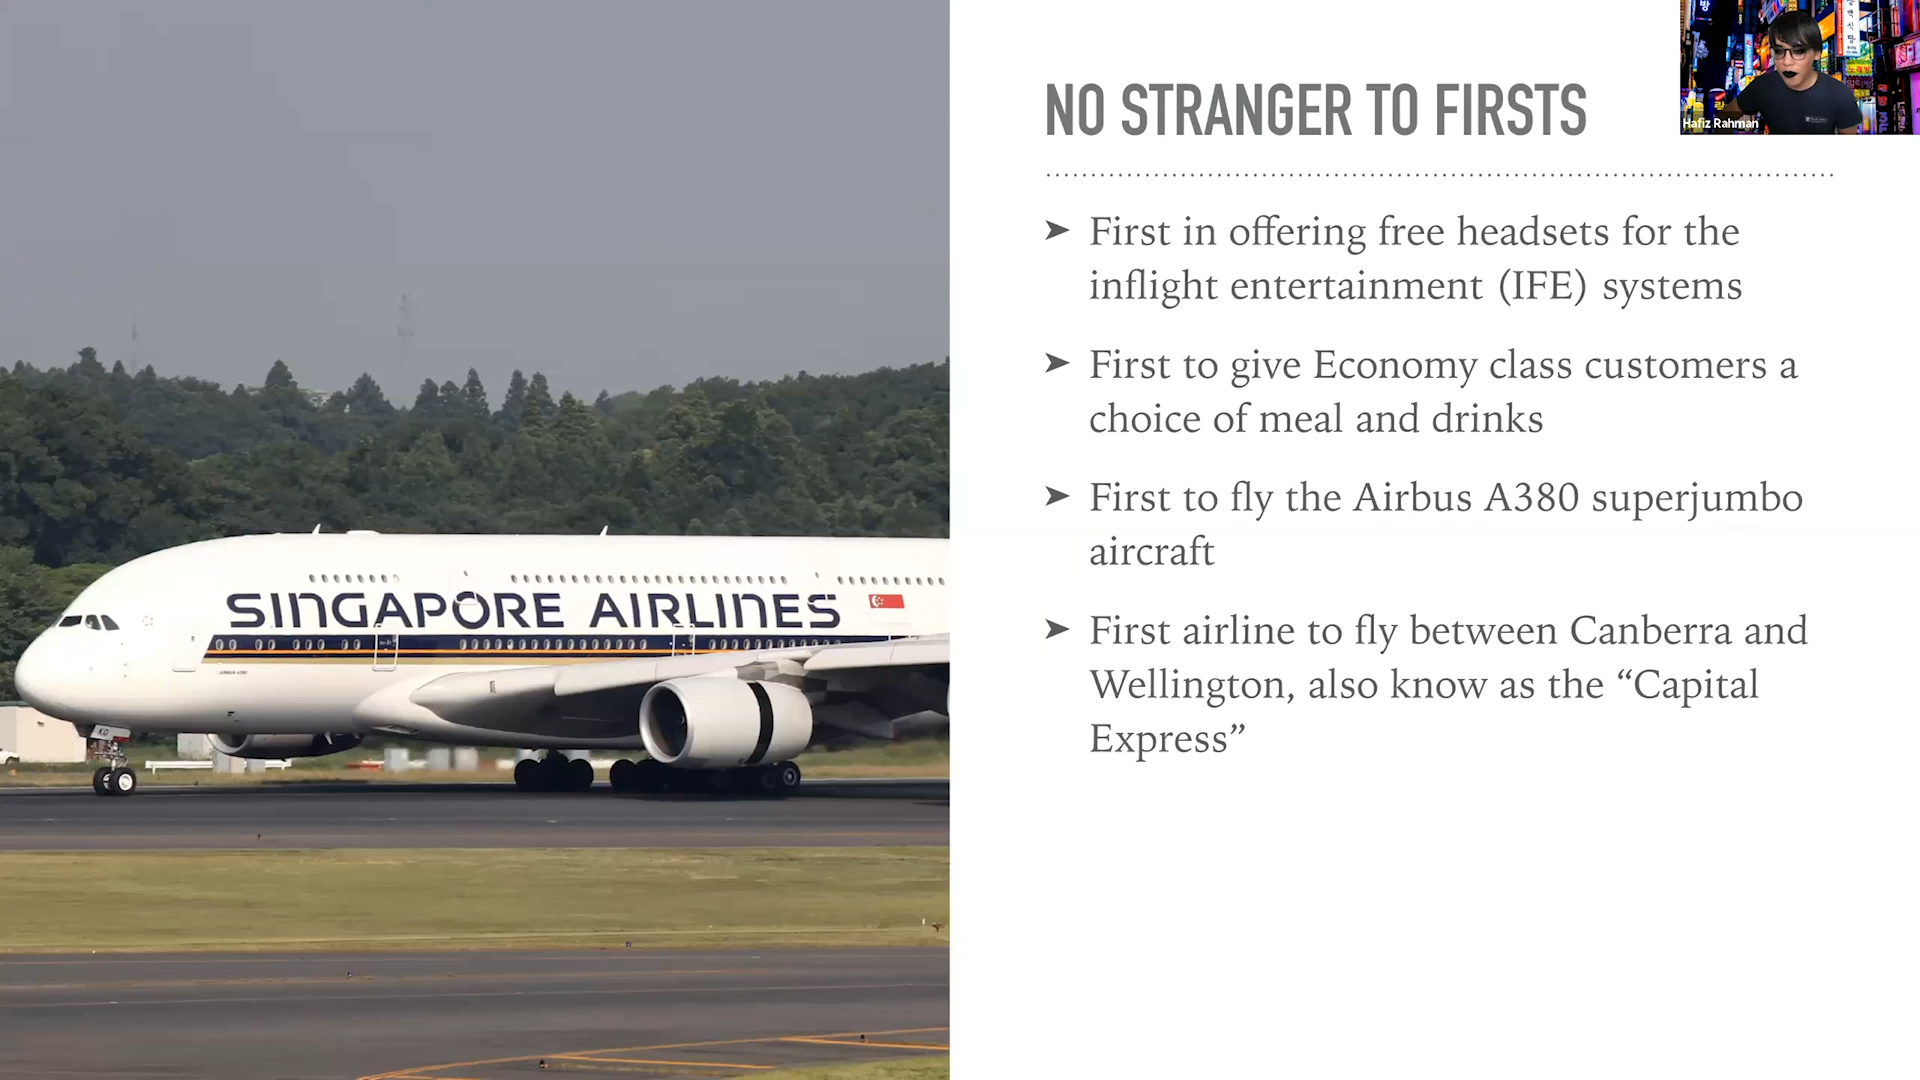 NO STRANGER TO FIRSTS
➤ First in offering free headsets for the
inflight entertainment (IFE) systems
➤ First to give Economy class customers a
choice of meal and drinks
➤ First to fly the Airbus A380 superjumbo
aircraft
➤ First airline to fly between Canberra and
Wellington, also know as the “Capital
Express”
SINGAPORE AIRLINES
KD
Hafiz Rahman